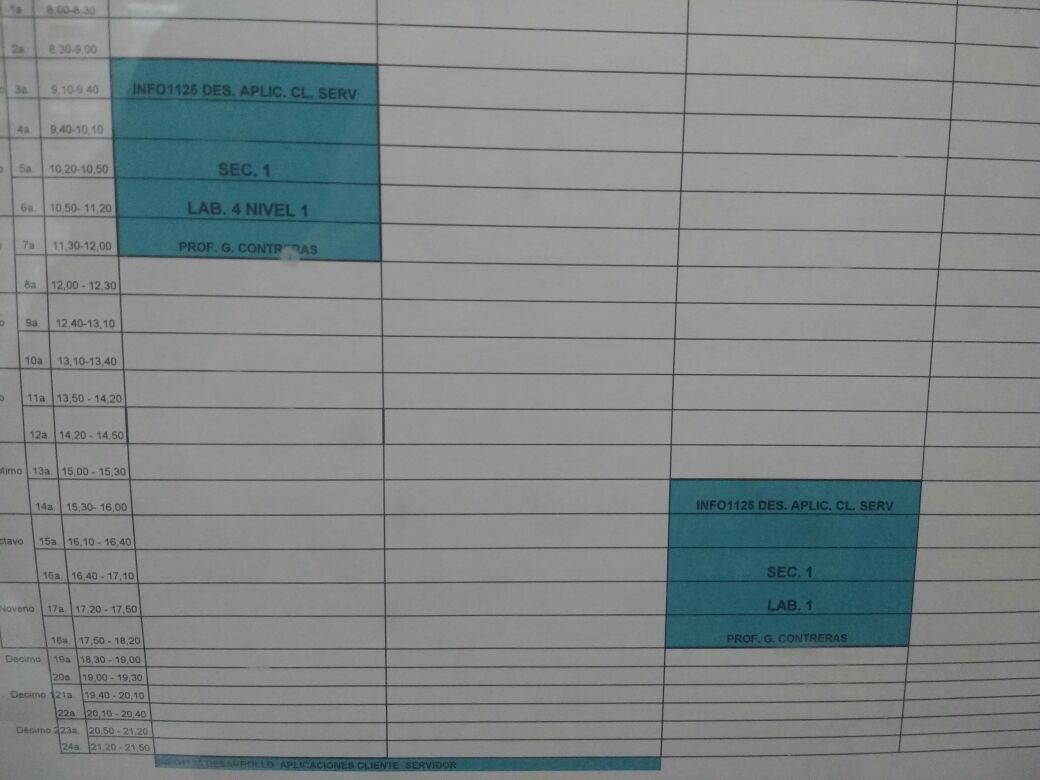 1a 8.00-8.30
2a 8.30-9,00
3a 9,10-9,40 INFO1125 DES. APLIC. CL. SERV
4a 9,40-10,10
5a 10,20-10,50 SEC. 1
6a 10,50- 11,20 LAB. 4 NIVEL 1
7a 11,30-12,00 PROF. G. CONTRERAS
8a 12,00 - 12,30
9a 12,40-13,10
10a 13,10-13,40
11a 13,50 - 14,20
12a 14,20 - 14,50
13a 15,00 - 15,30
14a 15,30- 16,00 INFO1125 DES. APLIC. CL. SERV
15a 16,10 - 16,40
16a 16,40 - 17,10 SEC. 1
Noveno 17a 17,20 - 17,50 LAB. 1
18a 17,50 - 18,20 PROF. G. CONTRERAS
Decimo 19a 18,30 - 19,00
20a 19,00 - 19,30
Decimo 1 21a 19,40 - 20,10
22a 20,10 - 20,40
Décimo 2 23a 20,50 - 21,20
24a 21,20 - 21,50
DESARROLLO APLICACIONES CLIENTE SERVIDOR